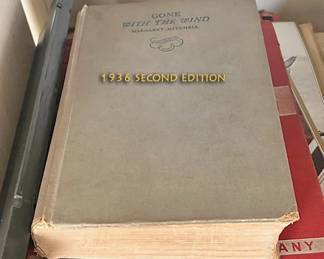 GONE
WITH THE WIND
MARGARET MITCHELL
1936 SECOND EDITION
ANY